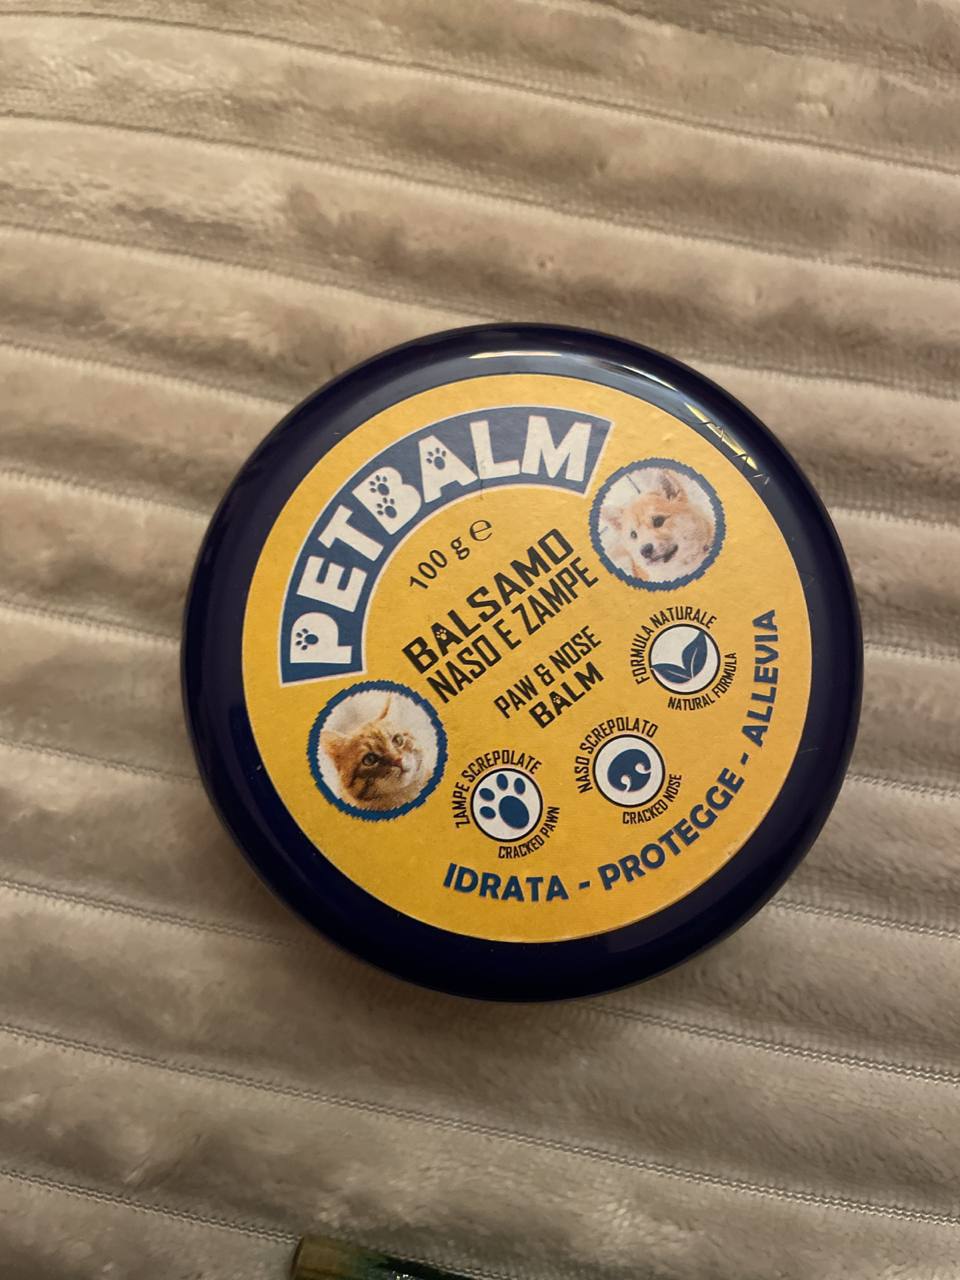 PETBALM
100 g ℮
BALSAMO
NASO E ZAMPE
PAW & NOSE
BALM
FORMULA NATURALE
NATURAL FORMULA
NASO SCREPOLATO
CRACKED NOSE
ZAMPE SCREPOLATE
CRACKED PAWN
IDRATA - PROTEGGE - ALLEVIA